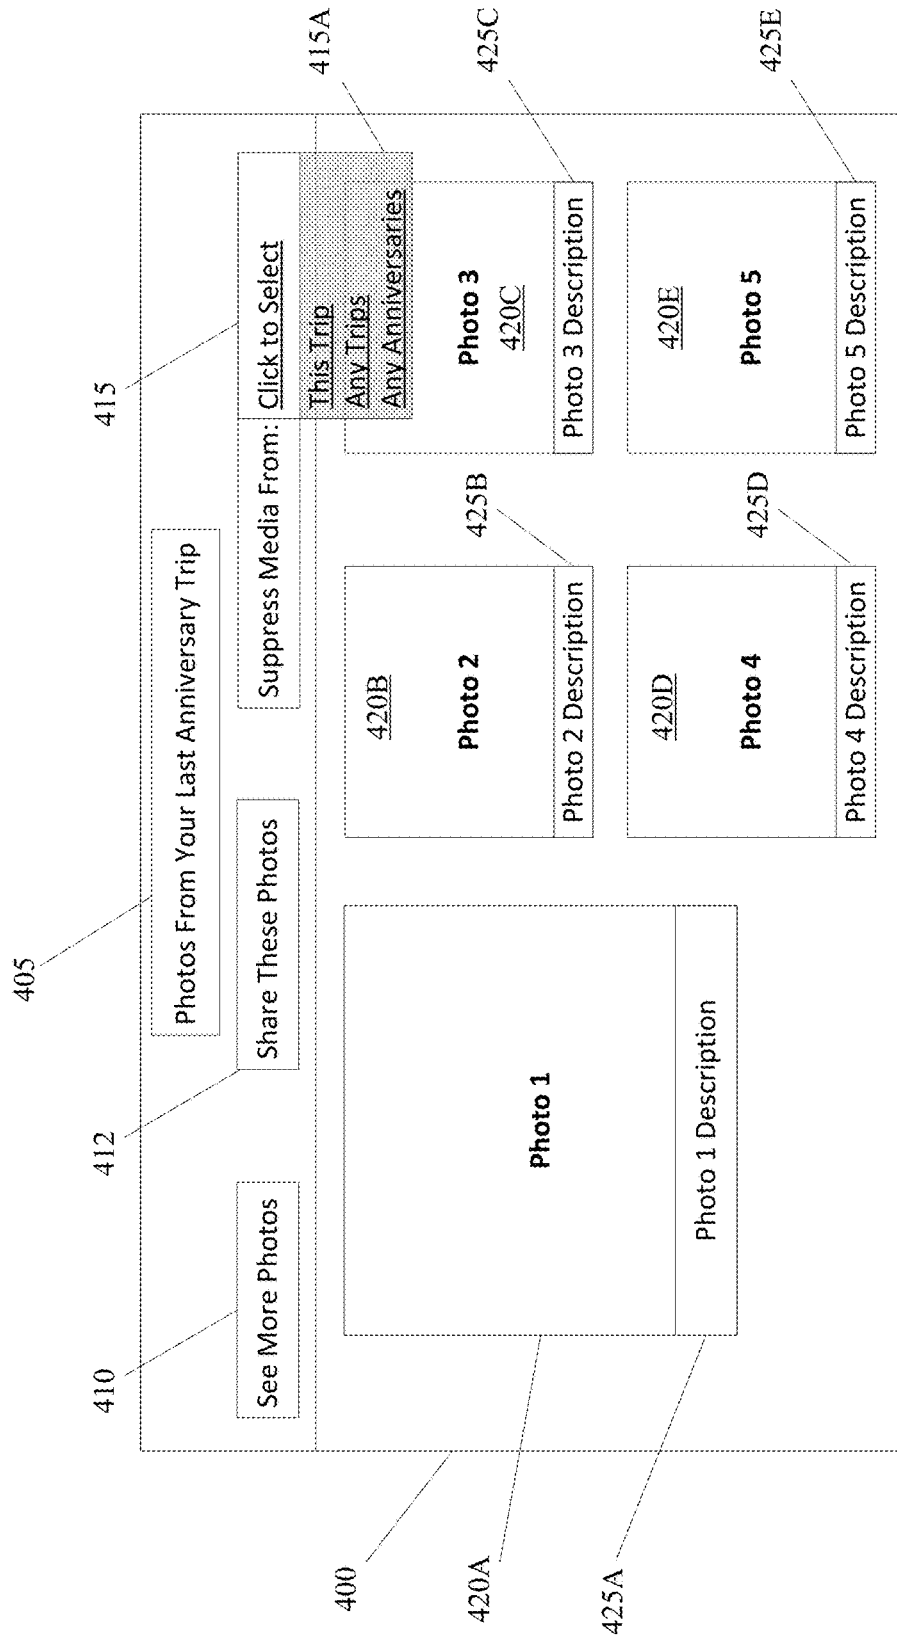 405
Photos From Your Last Anniversary Trip
410
See More Photos
412
Share These Photos
415
Suppress Media From: Click to Select
415A
This Trip
Any Trips
Any Anniversaries
400
420A
Photo 1
425A
Photo 1 Description
420B
Photo 2
425B
Photo 2 Description
Photo 3
420C
425C
Photo 3 Description
420D
Photo 4
425D
Photo 4 Description
420E
Photo 5
425E
Photo 5 Description